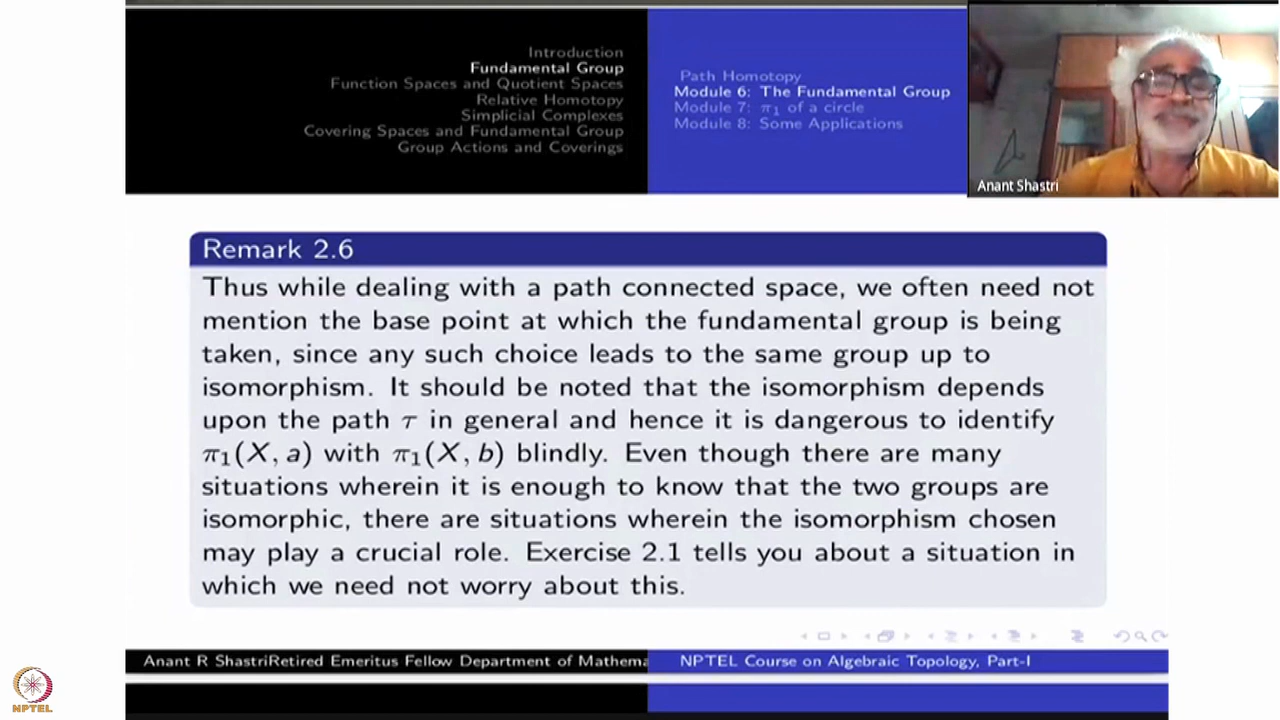 Introduction
Fundamental Group
Function Spaces and Quotient Spaces
Relative Homotopy
Simplicial Complexes
Covering Spaces and Fundamental Group
Group Actions and Coverings
Path Homotopy
Module 6: The Fundamental Group
Module 7: π₁ of a circle
Module 8: Some Applications
Anant Shastri
Remark 2.6
Thus while dealing with a path connected space, we often need not
mention the base point at which the fundamental group is being
taken, since any such choice leads to the same group up to
isomorphism. It should be noted that the isomorphism depends
upon the path τ in general and hence it is dangerous to identify
π₁(X, a) with π₁(X, b) blindly. Even though there are many
situations wherein it is enough to know that the two groups are
isomorphic, there are situations wherein the isomorphism chosen
may play a crucial role. Exercise 2.1 tells you about a situation in
which we need not worry about this.
Anant R ShastriRetired Emeritus Fellow Department of Mathema
NPTEL Course on Algebraic Topology, Part-I
NPTEL